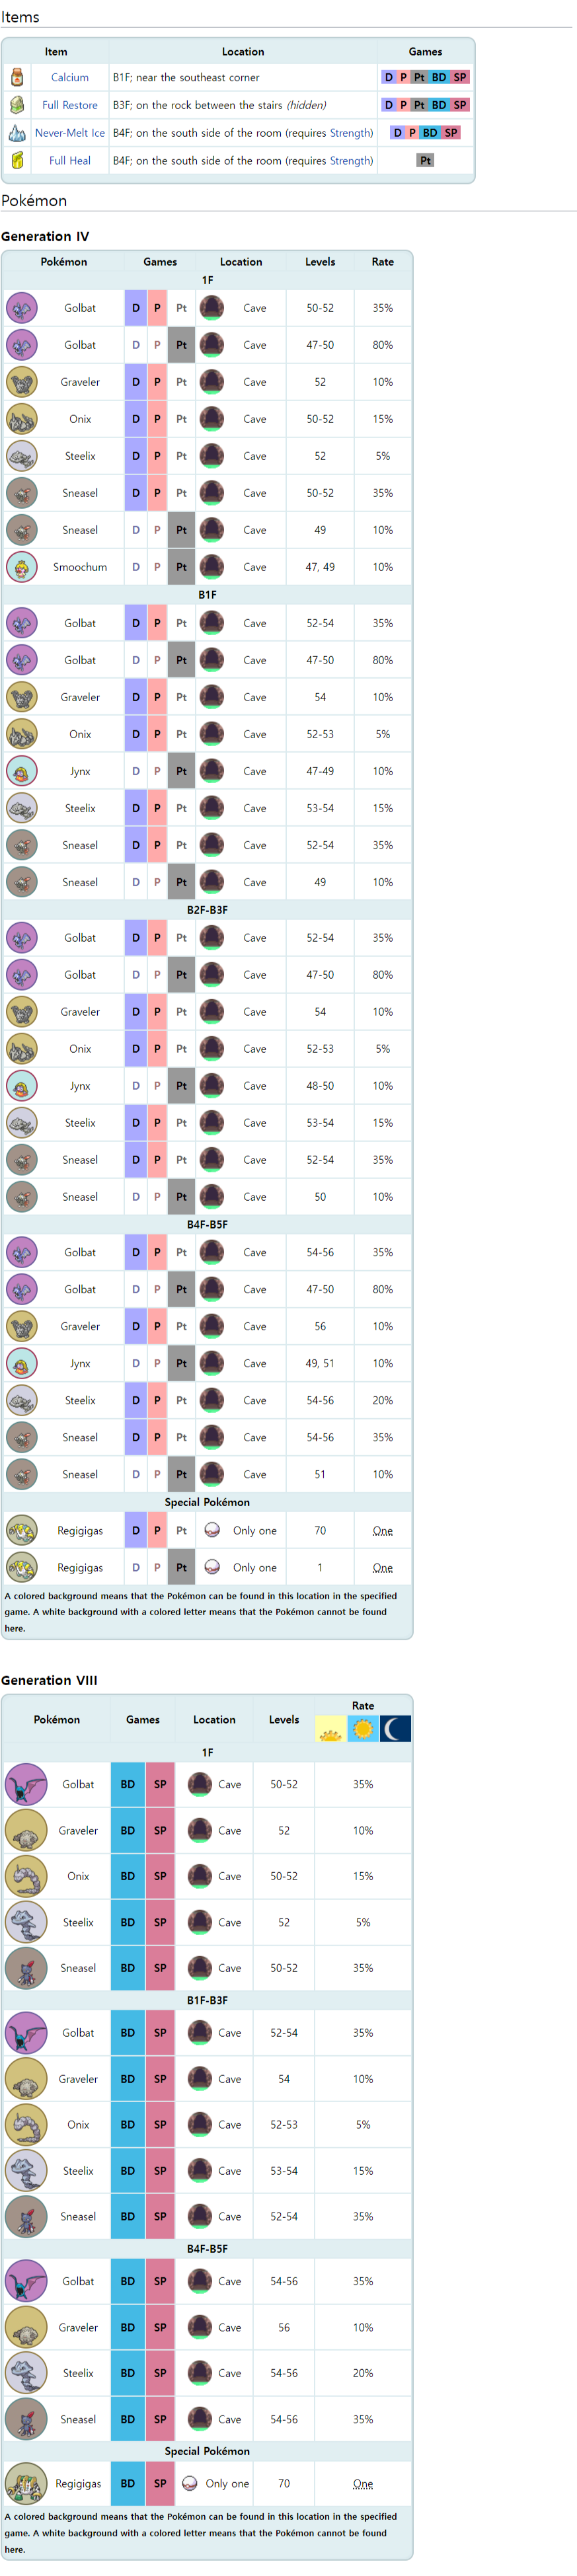 Items
Item Location Games
Calcium B1F; near the southeast corner D P Pt BD SP
Full Restore B3F; on the rock between the stairs (hidden) D P Pt BD SP
Never-Melt Ice B4F; on the south side of the room (requires Strength) D P BD SP
Full Heal B4F; on the south side of the room (requires Strength) Pt
Pokémon
Generation IV
Pokémon Games Location Levels Rate
1F
Golbat D P Pt Cave 50-52 35%
Golbat D P Pt Cave 47-50 80%
Graveler D P Pt Cave 52 10%
Onix D P Pt Cave 50-52 15%
Steelix D P Pt Cave 52 5%
Sneasel D P Pt Cave 50-52 35%
Sneasel D P Pt Cave 49 10%
Smoochum D P Pt Cave 47, 49 10%
B1F
Golbat D P Pt Cave 52-54 35%
Golbat D P Pt Cave 47-50 80%
Graveler D P Pt Cave 54 10%
Onix D P Pt Cave 52-53 5%
Jynx D P Pt Cave 47-49 10%
Steelix D P Pt Cave 53-54 15%
Sneasel D P Pt Cave 52-54 35%
Sneasel D P Pt Cave 49 10%
B2F-B3F
Golbat D P Pt Cave 52-54 35%
Golbat D P Pt Cave 47-50 80%
Graveler D P Pt Cave 54 10%
Onix D P Pt Cave 52-53 5%
Jynx D P Pt Cave 48-50 10%
Steelix D P Pt Cave 53-54 15%
Sneasel D P Pt Cave 52-54 35%
Sneasel D P Pt Cave 50 10%
B4F-B5F
Golbat D P Pt Cave 54-56 35%
Golbat D P Pt Cave 47-50 80%
Graveler D P Pt Cave 56 10%
Jynx D P Pt Cave 49, 51 10%
Steelix D P Pt Cave 54-56 20%
Sneasel D P Pt Cave 54-56 35%
Sneasel D P Pt Cave 51 10%
Special Pokémon
Regigigas D P Pt Only one 70 One
Regigigas D P Pt Only one 1 One
A colored background means that the Pokémon can be found in this location in the specified
game. A white background with a colored letter means that the Pokémon cannot be found
here.
Generation VIII
Pokémon Games Location Levels Rate
1F
Golbat BD SP Cave 50-52 35%
Graveler BD SP Cave 52 10%
Onix BD SP Cave 50-52 15%
Steelix BD SP Cave 52 5%
Sneasel BD SP Cave 50-52 35%
B1F-B3F
Golbat BD SP Cave 52-54 35%
Graveler BD SP Cave 54 10%
Onix BD SP Cave 52-53 5%
Steelix BD SP Cave 53-54 15%
Sneasel BD SP Cave 52-54 35%
B4F-B5F
Golbat BD SP Cave 54-56 35%
Graveler BD SP Cave 56 10%
Steelix BD SP Cave 54-56 20%
Sneasel BD SP Cave 54-56 35%
Special Pokémon
Regigigas BD SP Only one 70 One
A colored background means that the Pokémon can be found in this location in the specified
game. A white background with a colored letter means that the Pokémon cannot be found
here.